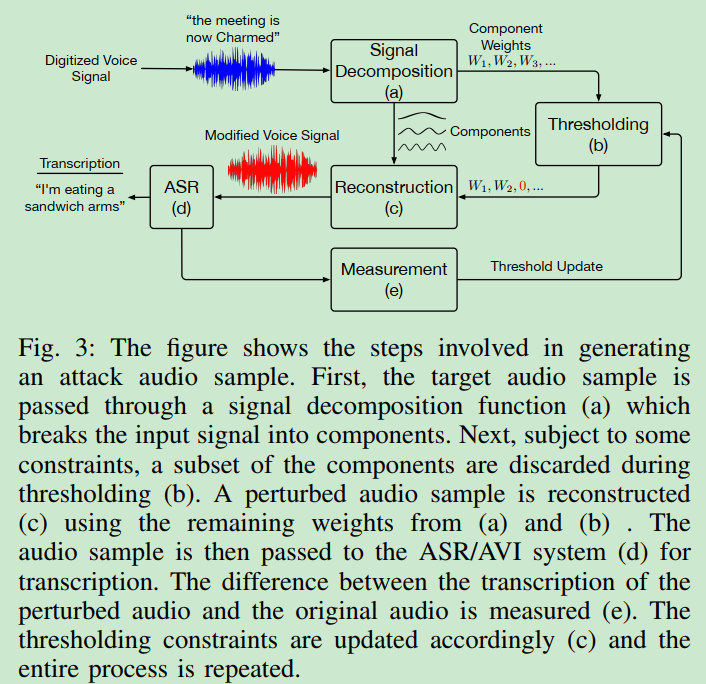 “the meeting is
now Charmed”
Digitized Voice
Signal
Signal
Decomposition
(a)
Component
Weights
W₁, W₂, W₃, ...
Components
Thresholding
(b)
Modified Voice Signal
Transcription
“I'm eating a
sandwich arms”
ASR
(d)
Reconstruction
(c)
W₁, W₂, 0, ...
Measurement
(e)
Threshold Update
Fig. 3: The figure shows the steps involved in generating
an attack audio sample. First, the target audio sample is
passed through a signal decomposition function (a) which
breaks the input signal into components. Next, subject to some
constraints, a subset of the components are discarded during
thresholding (b). A perturbed audio sample is reconstructed
(c) using the remaining weights from (a) and (b) . The
audio sample is then passed to the ASR/AVI system (d) for
transcription. The difference between the transcription of the
perturbed audio and the original audio is measured (e). The
thresholding constraints are updated accordingly (c) and the
entire process is repeated.